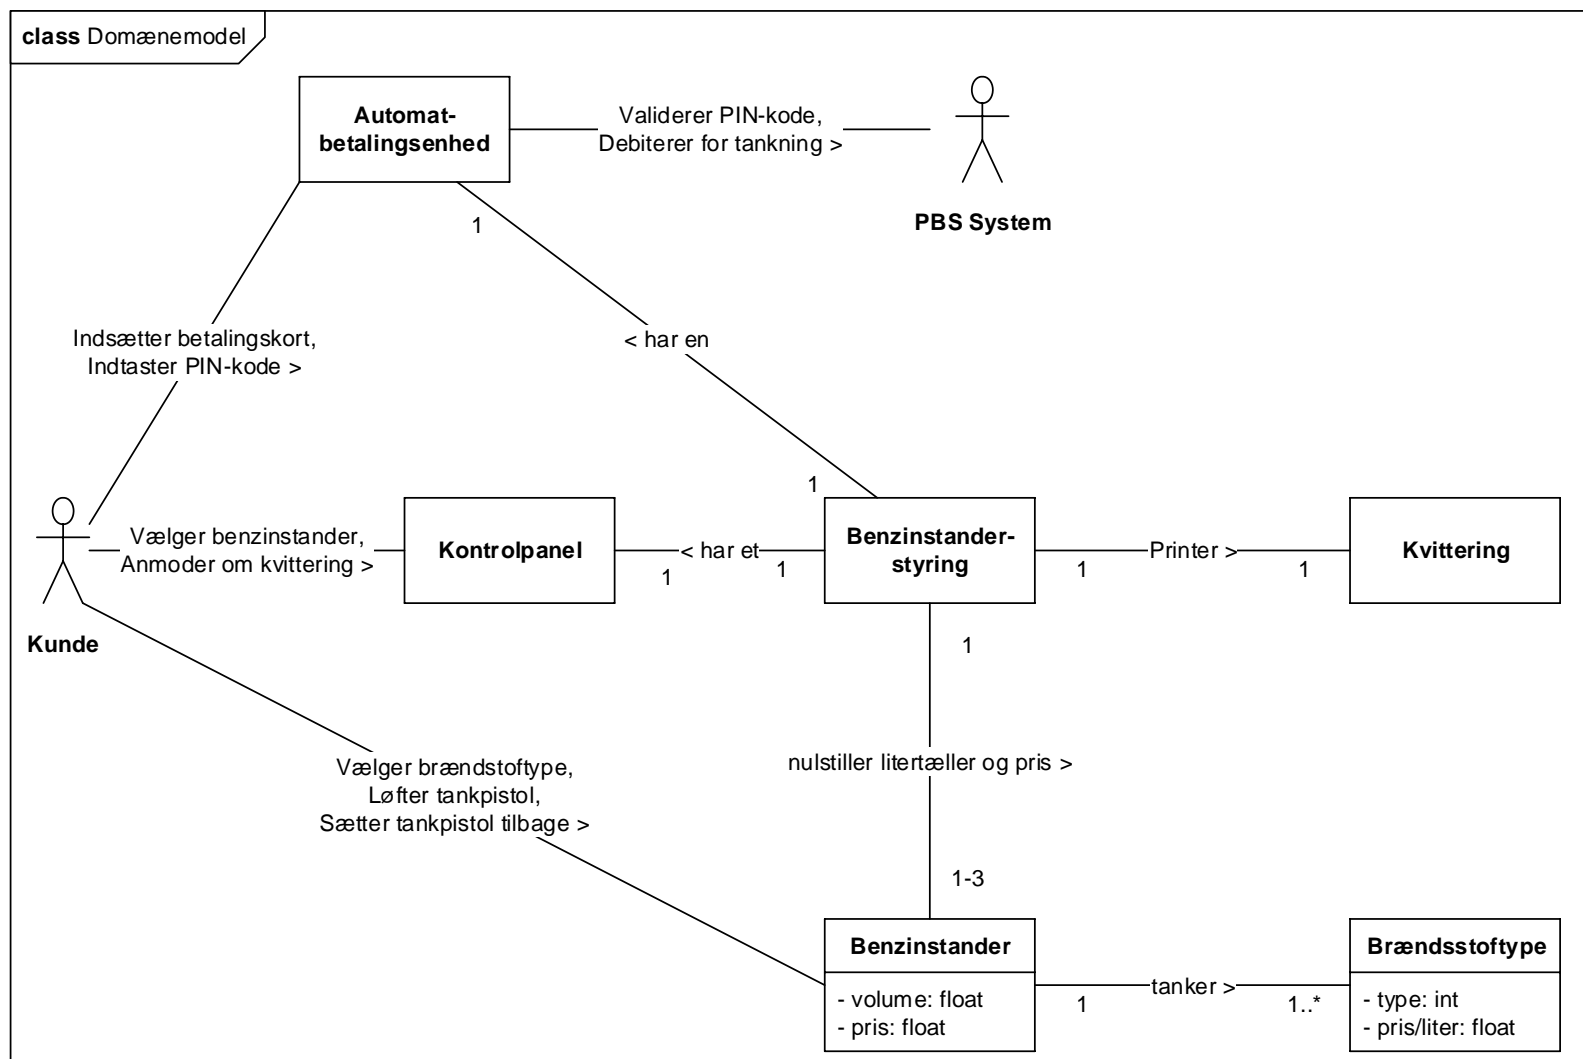 class Domænemodel
Automat-
betalingsenhed
Validerer PIN-kode,
Debiterer for tankning >
PBS System
1
Indsætter betalingskort,
Indtaster PIN-kode >
< har en
1
Kunde
Vælger benzinstander,
Anmoder om kvittering >
Kontrolpanel
< har et
1
1
Benzinstander-
styring
Printer >
1
1
Kvittering
1
nulstiller litertæller og pris >
1-3
Vælger brændstoftype,
Løfter tankpistol,
Sætter tankpistol tilbage >
Benzinstander
- volume: float
- pris: float
tanker >
1
1..*
Brændsstoftype
- type: int
- pris/liter: float